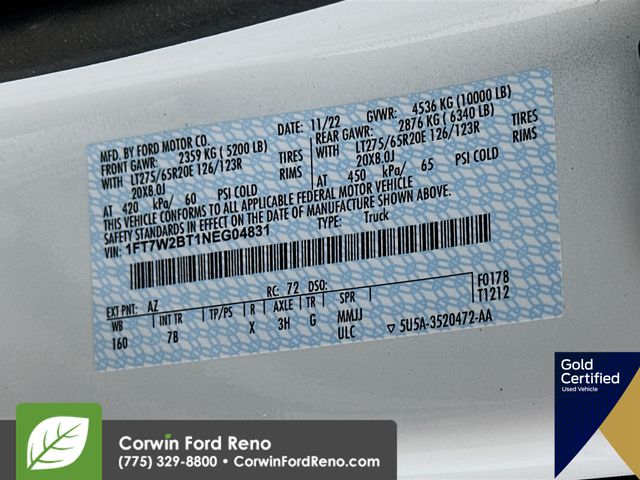 MFD. BY FORD MOTOR CO.
DATE: 11/22 GVWR: 4536 KG (10000 LB)
FRONT GAWR: 2359 KG ( 5200 LB)
REAR GAWR: 2876 KG ( 6340 LB)
WITH LT275/65R20E 126/123R TIRES
WITH LT275/65R20E 126/123R TIRES
20X8.0J RIMS
20X8.0J RIMS
AT 420 kPa/ 60 PSI COLD
AT 450 kPa/ 65 PSI COLD
THIS VEHICLE CONFORMS TO ALL APPLICABLE FEDERAL MOTOR VEHICLE
SAFETY STANDARDS IN EFFECT ON THE DATE OF MANUFACTURE SHOWN ABOVE.
VIN: 1FT7W2BT1NEG04831
TYPE: Truck
F0178
T1212
EXT PNT: AZ RC: 72 DSO:
WB INT TR TP/PS R AXLE TR SPR
160 7B X 3H G MMJJ
ULC
▽ 5U5A-3520472-AA
Gold
Certified
Used Vehicle
Corwin Ford Reno
(775) 329-8800 • CorwinFordReno.com